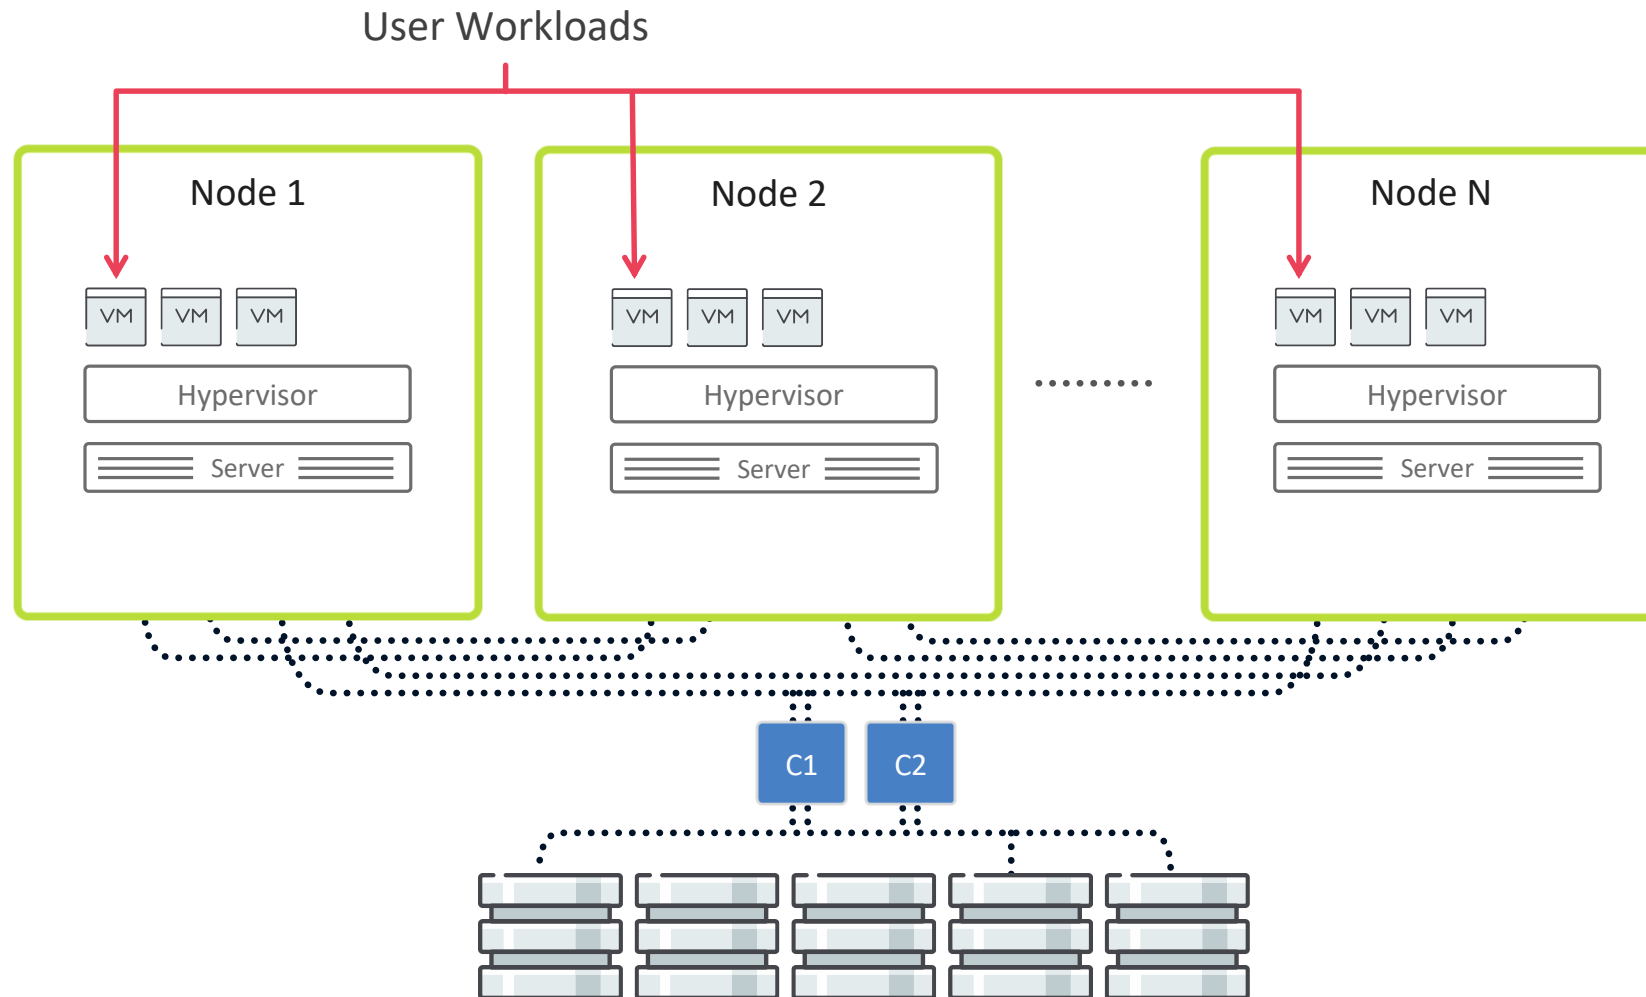 User Workloads
Node 1
Node 2
Node N
VM VM VM
VM VM VM
VM VM VM
Hypervisor
Hypervisor
Hypervisor
Server
Server
Server
C1
C2